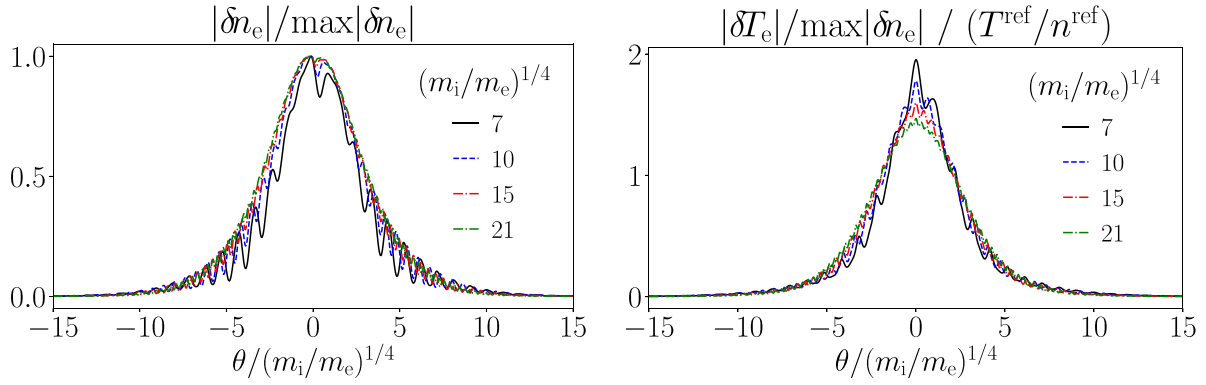 |δn_e|/max|δn_e|
1.0
0.5
0.0
(m_i/m_e)^{1/4}
7
10
15
21
−15 −10 −5 0 5 10 15
θ/(m_i/m_e)^{1/4}
|δT_e|/max|δn_e| / (T^{ref}/n^{ref})
2
1
0
(m_i/m_e)^{1/4}
7
10
15
21
−15 −10 −5 0 5 10 15
θ/(m_i/m_e)^{1/4}